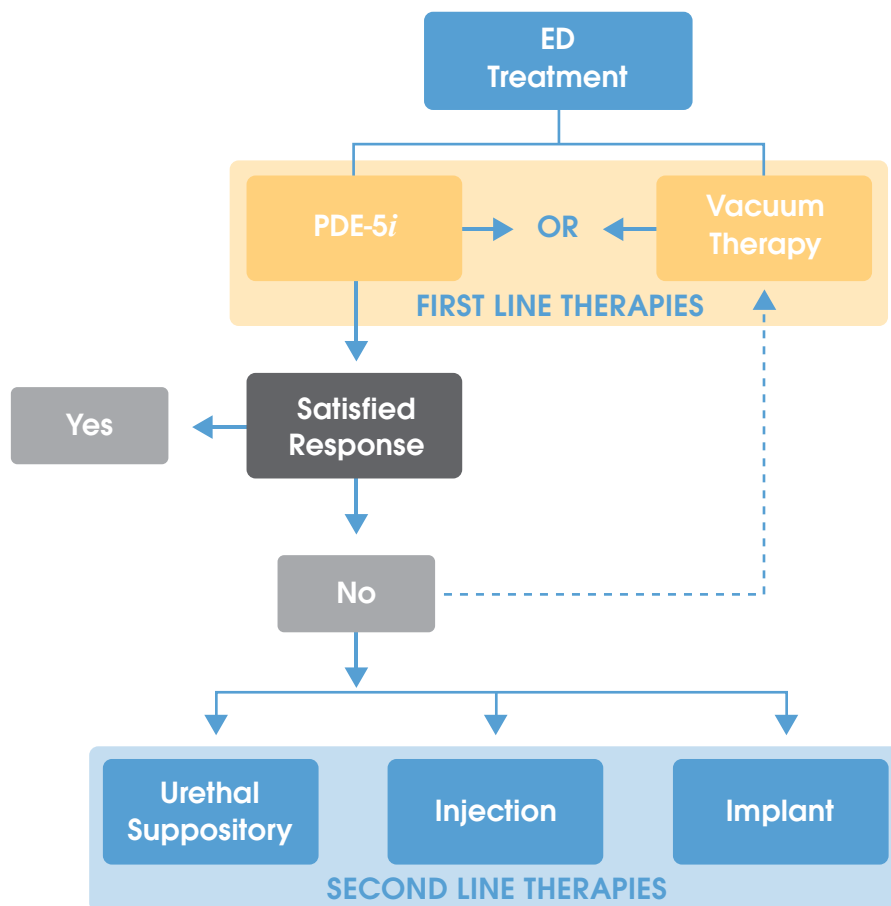 ED
Treatment
PDE-5i
OR
Vacuum
Therapy
FIRST LINE THERAPIES
Yes
Satisfied
Response
No
Urethal
Suppository
Injection
Implant
SECOND LINE THERAPIES